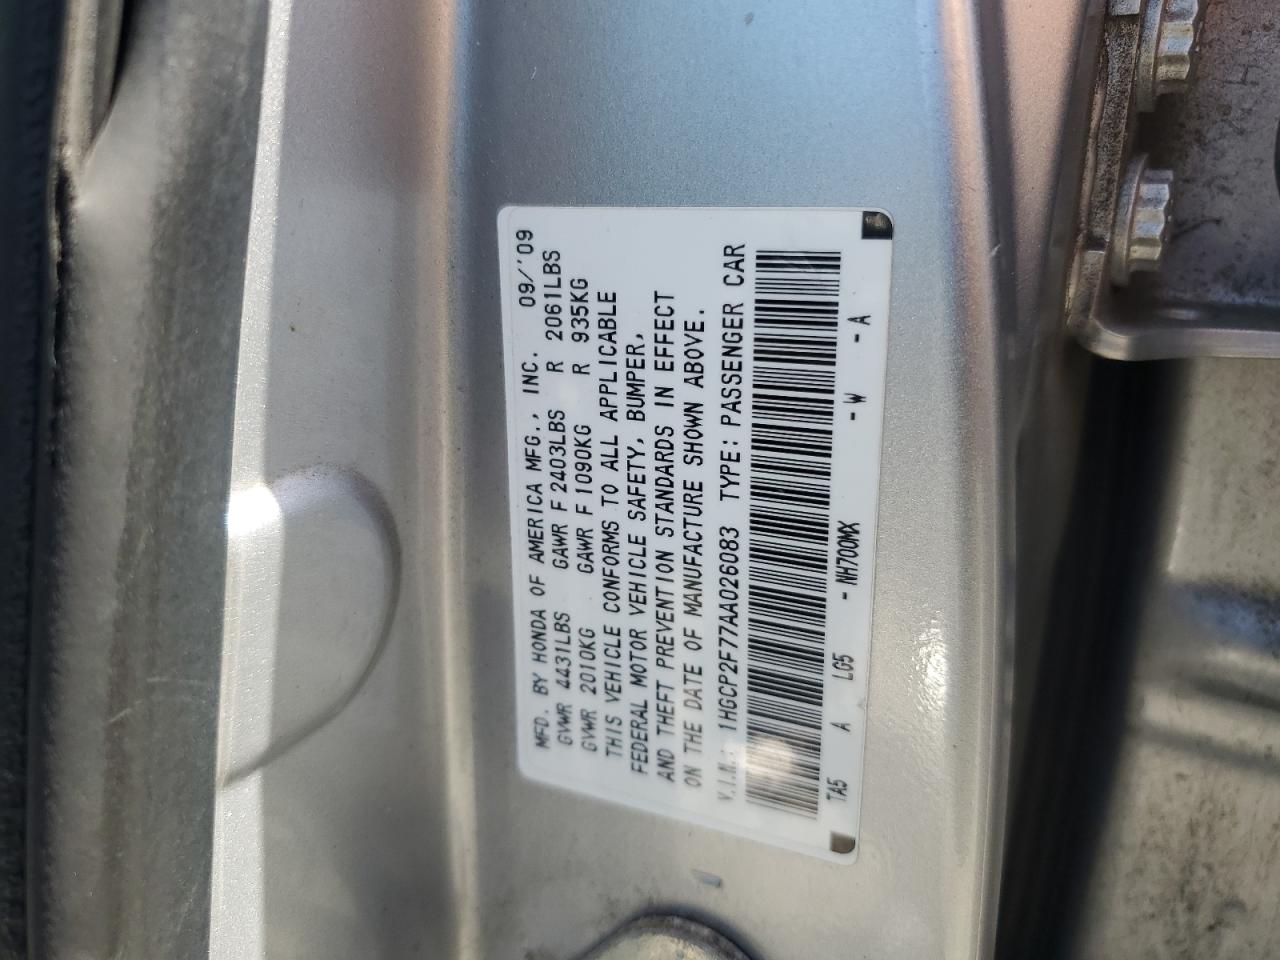 MFD. BY HONDA OF AMERICA MFG., INC. 09/'09
GVWR 4431LBS GAWR F 2403LBS R 2061LBS
GVWR 2010KG GAWR F 1090KG R 935KG
THIS VEHICLE CONFORMS TO ALL APPLICABLE
FEDERAL MOTOR VEHICLE SAFETY, BUMPER,
AND THEFT PREVENTION STANDARDS IN EFFECT
ON THE DATE OF MANUFACTURE SHOWN ABOVE.
V.I.N.: 1HGCP2F77AA026083 TYPE: PASSENGER CAR
TA5 A LG5 - NH700MX - W - A